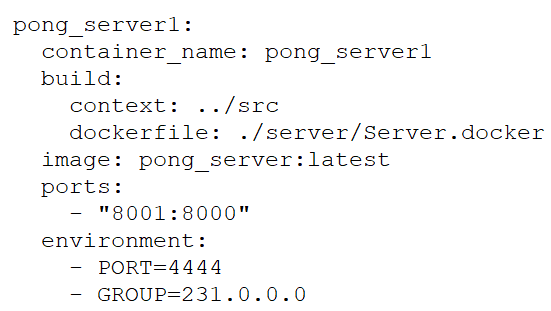 pong_server1:
  container_name: pong_server1
  build:
    context: ../src
    dockerfile: ./server/Server.docker
  image: pong_server:latest
  ports:
    - "8001:8000"
  environment:
    - PORT=4444
    - GROUP=231.0.0.0